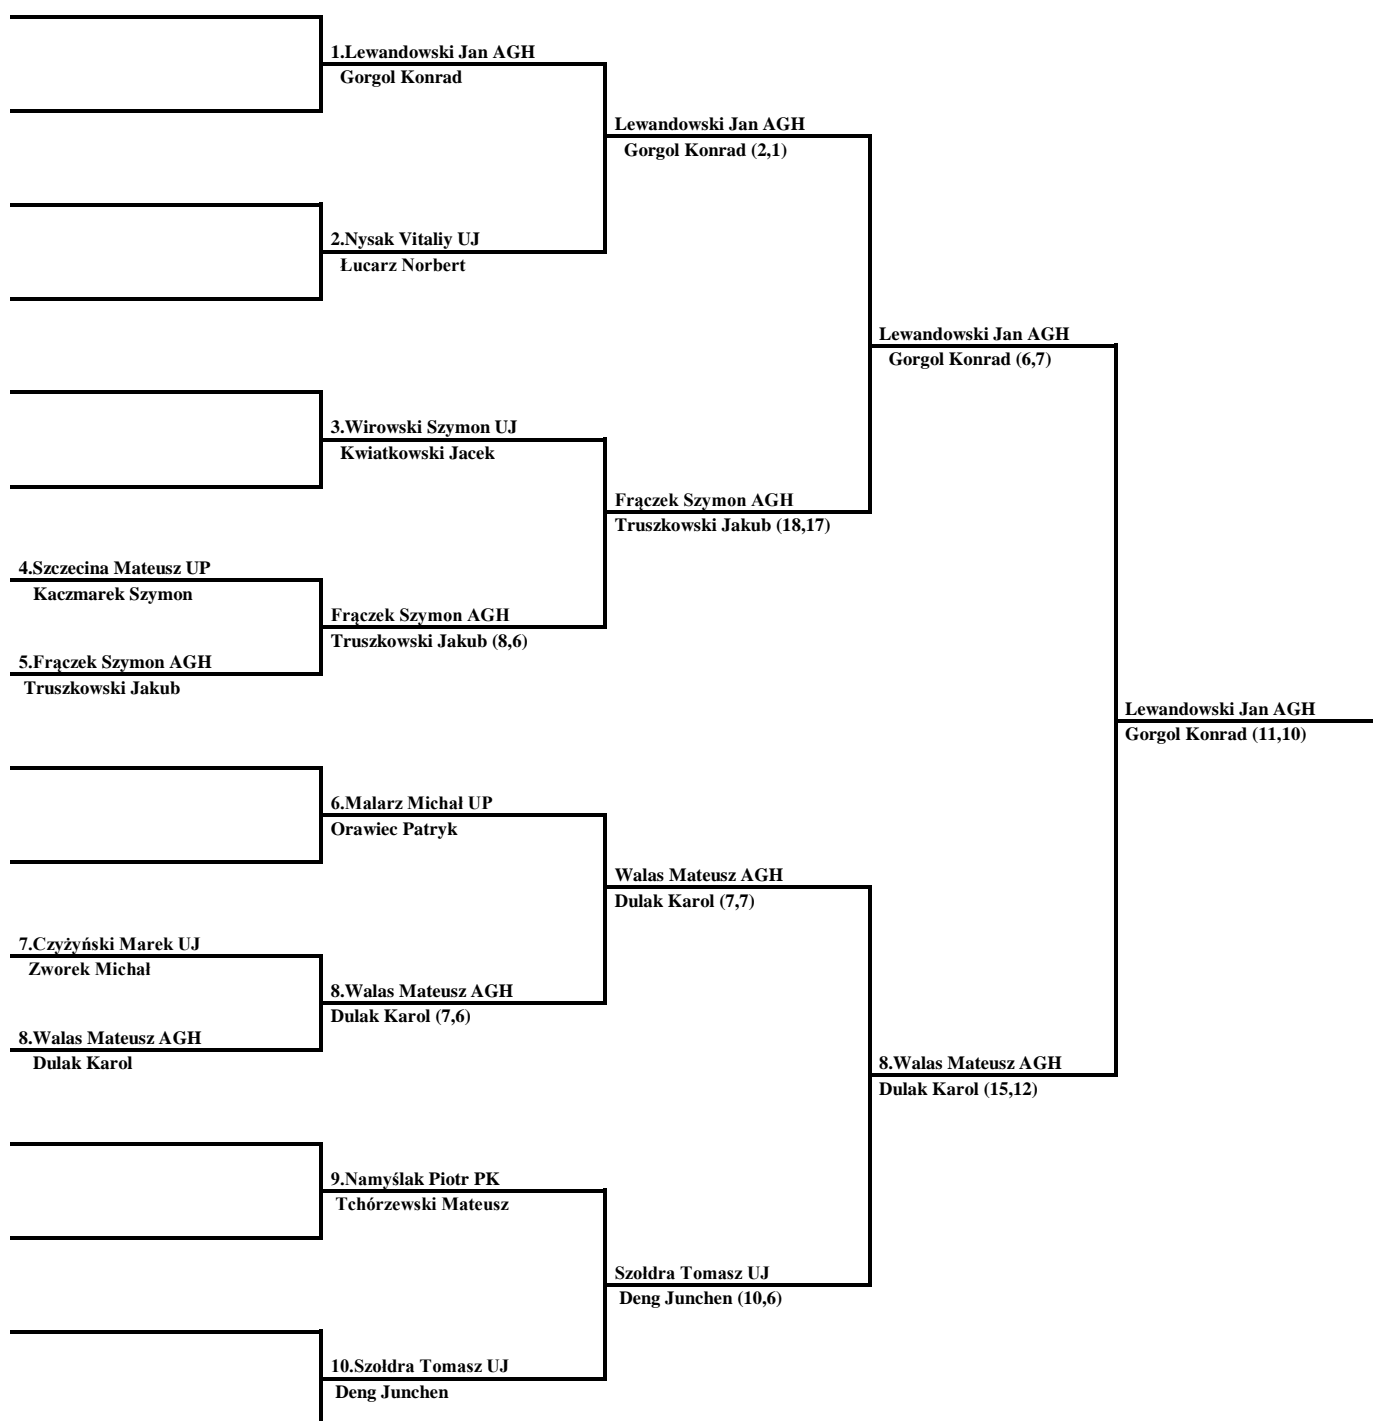 1.Lewandowski Jan AGH
Gorgol Konrad
Lewandowski Jan AGH
Gorgol Konrad (2,1)
2.Nysak Vitaliy UJ
Łucarz Norbert
Lewandowski Jan AGH
Gorgol Konrad (6,7)
3.Wirowski Szymon UJ
Kwiatkowski Jacek
Frączek Szymon AGH
Truszkowski Jakub (18,17)
4.Szczecina Mateusz UP
Kaczmarek Szymon
Frączek Szymon AGH
Truszkowski Jakub (8,6)
5.Frączek Szymon AGH
Truszkowski Jakub
Lewandowski Jan AGH
Gorgol Konrad (11,10)
6.Malarz Michał UP
Orawiec Patryk
Walas Mateusz AGH
Dulak Karol (7,7)
7.Czyżyński Marek UJ
Zworek Michał
8.Walas Mateusz AGH
Dulak Karol (7,6)
8.Walas Mateusz AGH
Dulak Karol
8.Walas Mateusz AGH
Dulak Karol (15,12)
9.Namyślak Piotr PK
Tchórzewski Mateusz
Szołdra Tomasz UJ
Deng Junchen (10,6)
10.Szołdra Tomasz UJ
Deng Junchen